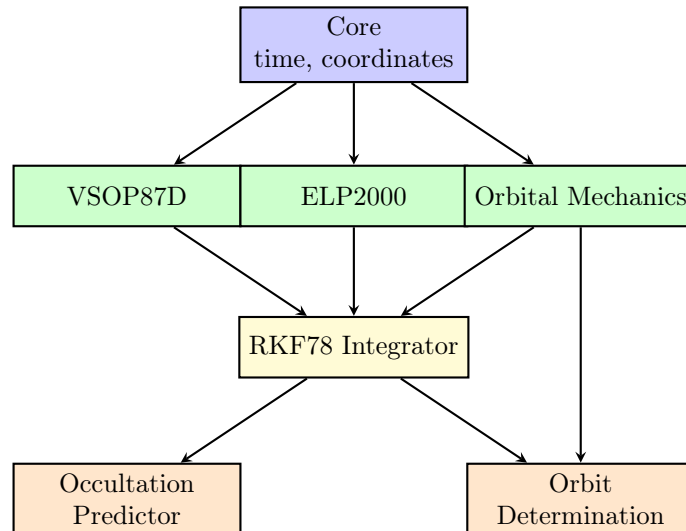 Core
time, coordinates
VSOP87D
ELP2000
Orbital Mechanics
RKF78 Integrator
Occultation
Predictor
Orbit
Determination